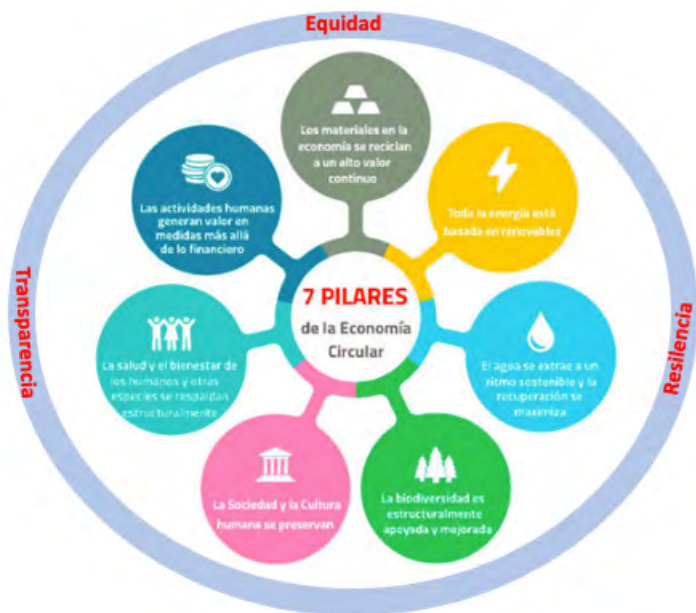 Equidad
Los materiales en la
economía se reciclan
a un alto valor
continuo
Toda la energía está
basada en renovables
El agua se extrae a un
ritmo sostenible y la
recuperación se
maximiza
La biodiversidad es
estructuralmente
apoyada y mejorada
La Sociedad y la Cultura
humana se preservan
La salud y el bienestar de
los humanos y otras
especies se respaldan
estructuralmente
Las actividades humanas
generan valor en
medidas más allá
de lo financiero
7 PILARES
de la Economía
Circular
Transparencia
Resilencia